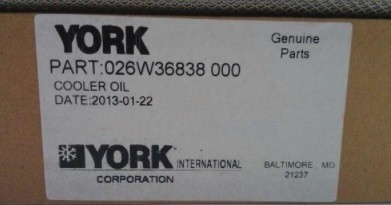 YORK
Genuine
Parts
PART:026W36838 000
COOLER OIL
DATE:2013-01-22
YORK INTERNATIONAL
CORPORATION
BALTIMORE, MD
21237